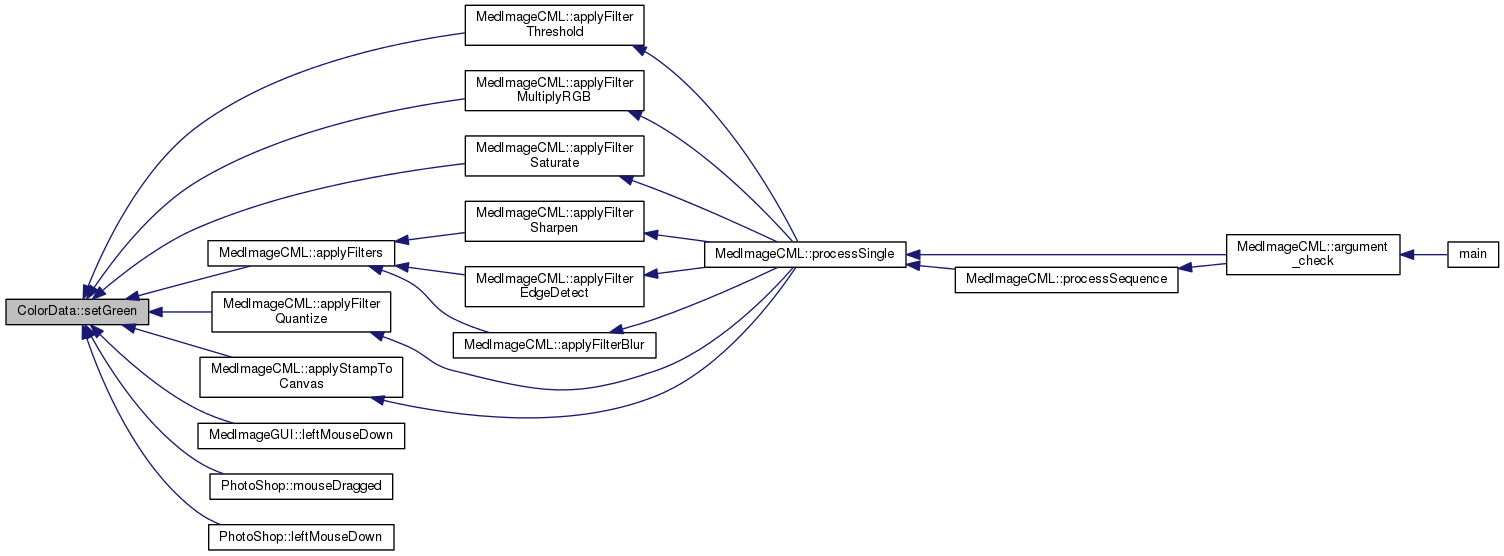 MedImageCML::applyFilter
Threshold
MedImageCML::applyFilter
MultiplyRGB
MedImageCML::applyFilter
Saturate
MedImageCML::applyFilter
Sharpen
MedImageCML::applyFilters
MedImageCML::processSingle
MedImageCML::argument
_check
main
MedImageCML::applyFilter
EdgeDetect
MedImageCML::processSequence
ColorData::setGreen
MedImageCML::applyFilter
Quantize
MedImageCML::applyFilterBlur
MedImageCML::applyStampTo
Canvas
MedImageGUI::leftMouseDown
PhotoShop::mouseDragged
PhotoShop::leftMouseDown